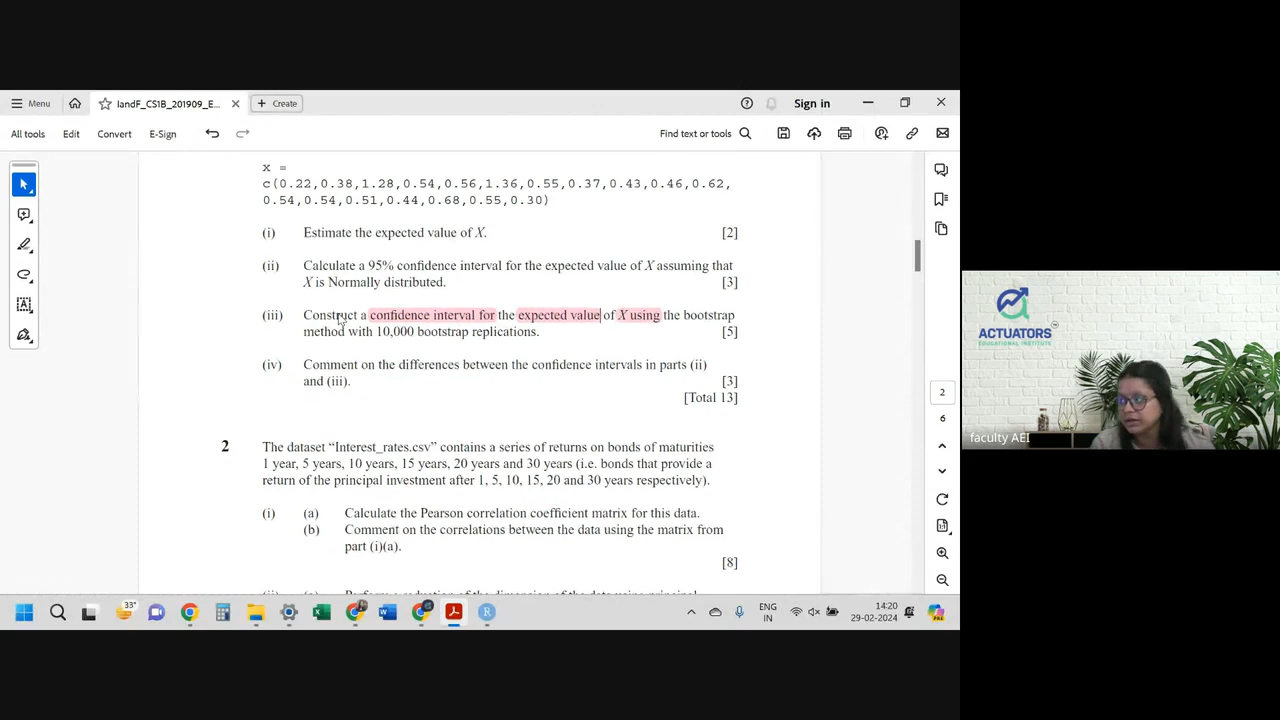 Menu
landF_CS1B_201909_E...
Create
Sign in
All tools
Edit
Convert
E-Sign
Find text or tools
x =
c(0.22,0.38,1.28,0.54,0.56,1.36,0.55,0.37,0.43,0.46,0.62,
0.54,0.54,0.51,0.44,0.68,0.55,0.30)
(i) Estimate the expected value of X. [2]
(ii) Calculate a 95% confidence interval for the expected value of X assuming that
X is Normally distributed. [3]
(iii) Construct a confidence interval for the expected value of X using the bootstrap
method with 10,000 bootstrap replications. [5]
(iv) Comment on the differences between the confidence intervals in parts (ii)
and (iii). [3]
[Total 13]
2 The dataset “Interest_rates.csv” contains a series of returns on bonds of maturities
1 year, 5 years, 10 years, 15 years, 20 years and 30 years (i.e. bonds that provide a
return of the principal investment after 1, 5, 10, 15, 20 and 30 years respectively).
(i) (a) Calculate the Pearson correlation coefficient matrix for this data.
(b) Comment on the correlations between the data using the matrix from
part (i)(a).
[8]
2
6
ACTUATORS
EDUCATIONAL INSTITUTE
faculty AEI
33°
ENG
IN
14:20
29-02-2024